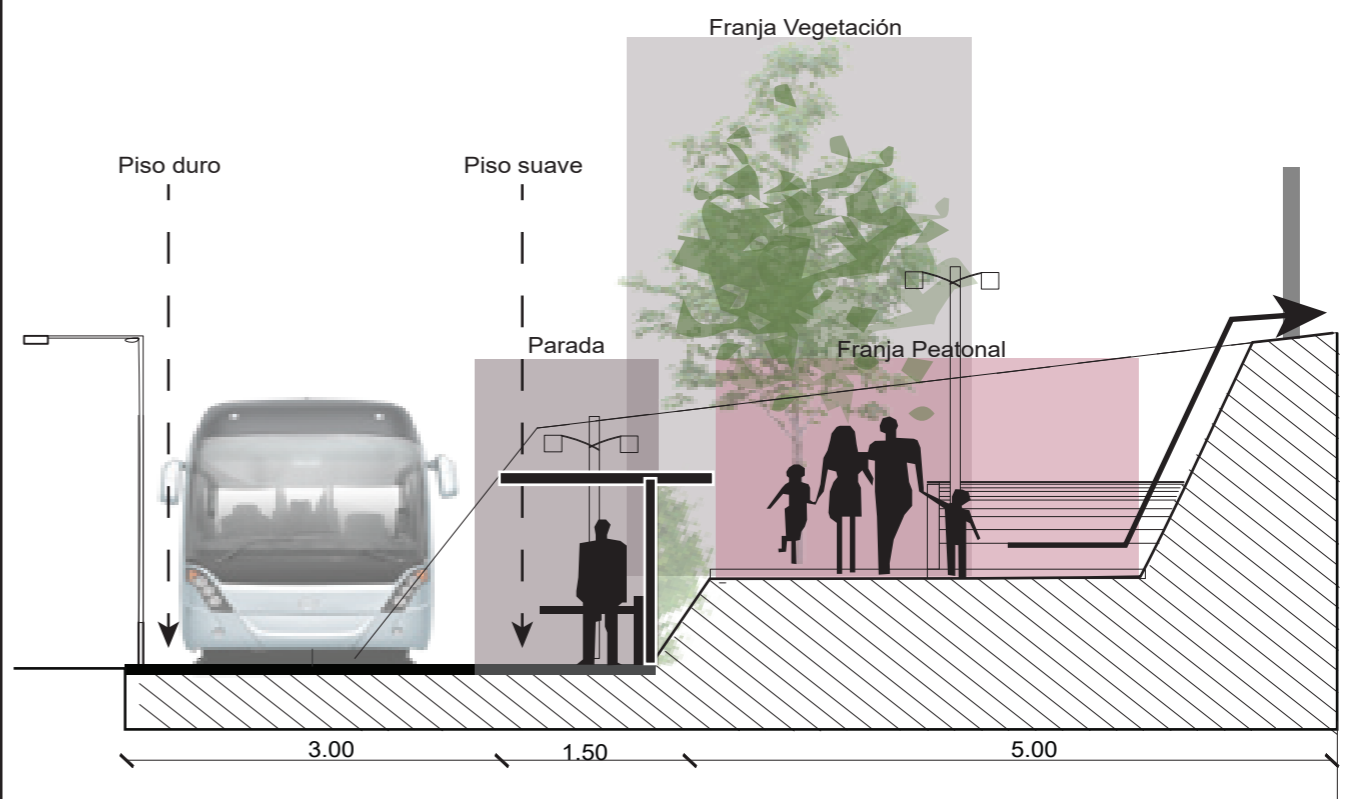 Franja Vegetación
Piso duro
Piso suave
Parada
Franja Peatonal
3.00
1.50
5.00